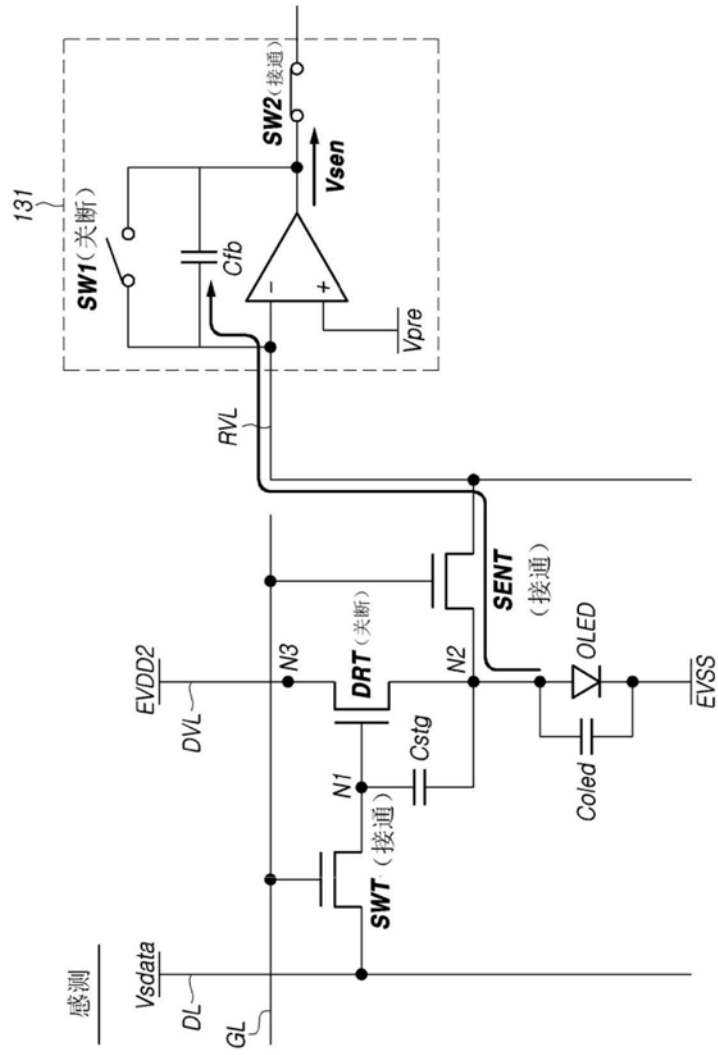 感测
Vsdata
DL
GL
EVDD2
DVL
N3
DRT(关断)
N1
SWT(接通)
Cstg
N2
SENT
(接通)
OLED
Coled
EVSS
RVL
131
SW1(关断)
Cfb
-
+
Vpre
Vsen
SW2(接通)